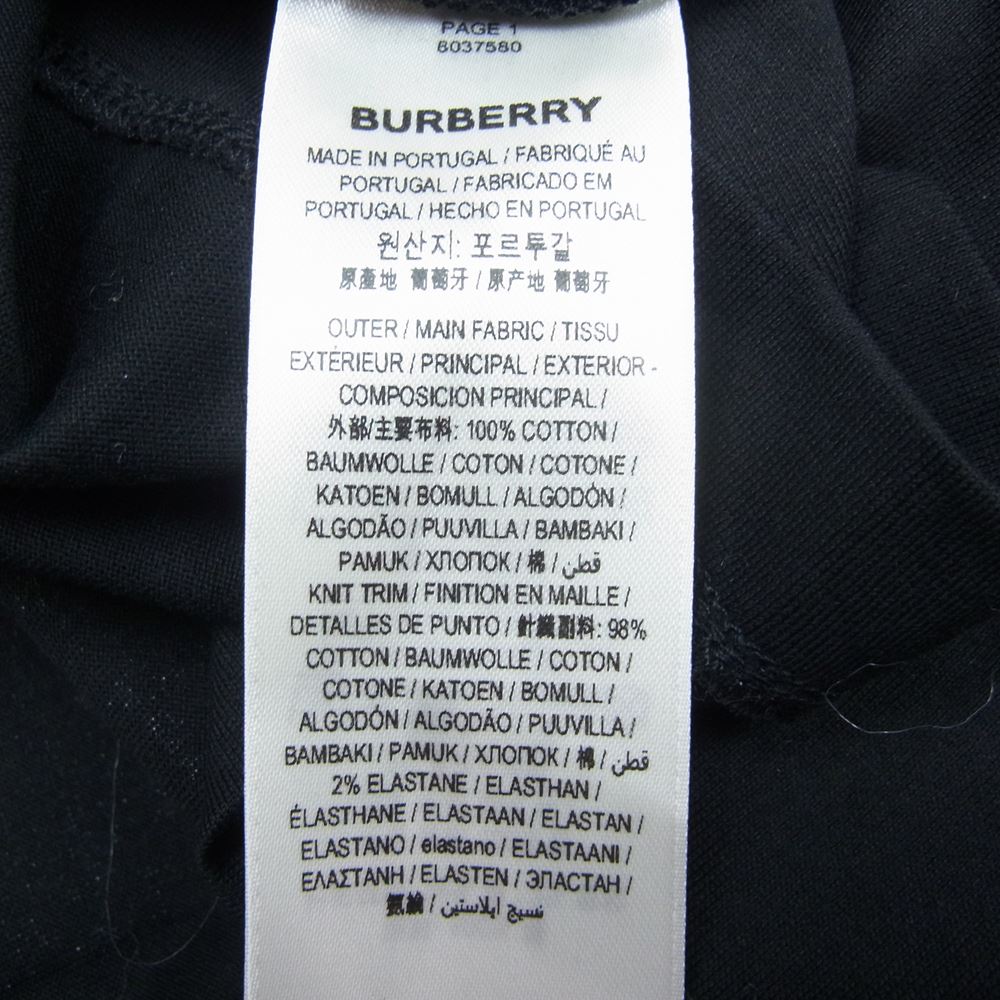 PAGE 1
8037580
BURBERRY
MADE IN PORTUGAL / FABRIQUÉ AU
PORTUGAL / FABRICADO EM
PORTUGAL / HECHO EN PORTUGAL
원산지: 포르투갈
原產地 葡萄牙 / 原产地 葡萄牙
OUTER / MAIN FABRIC / TISSU
EXTÉRIEUR / PRINCIPAL / EXTERIOR -
COMPOSICION PRINCIPAL /
外部/主要布料: 100% COTTON /
BAUMWOLLE / COTON / COTONE /
KATOEN / BOMULL / ALGODÓN /
ALGODÃO / PUUVILLA / BAMBAKI /
PAMUK / ХЛОПОК / 棉 / قطن
KNIT TRIM / FINITION EN MAILLE /
DETALLES DE PUNTO / 針織副料: 98%
COTTON / BAUMWOLLE / COTON /
COTONE / KATOEN / BOMULL /
ALGODÓN / ALGODÃO / PUUVILLA /
BAMBAKI / PAMUK / ХЛОПОК / 棉 / قطن
2% ELASTANE / ELASTHAN /
ÉLASTHANE / ELASTAAN / ELASTAN /
ELASTANO / elastano / ELASTAANI /
ΕΛΑΣΤΑΝΗ / ELASTEN / ЭЛАСТАН /
氨綸 / نسيج ايلاستين